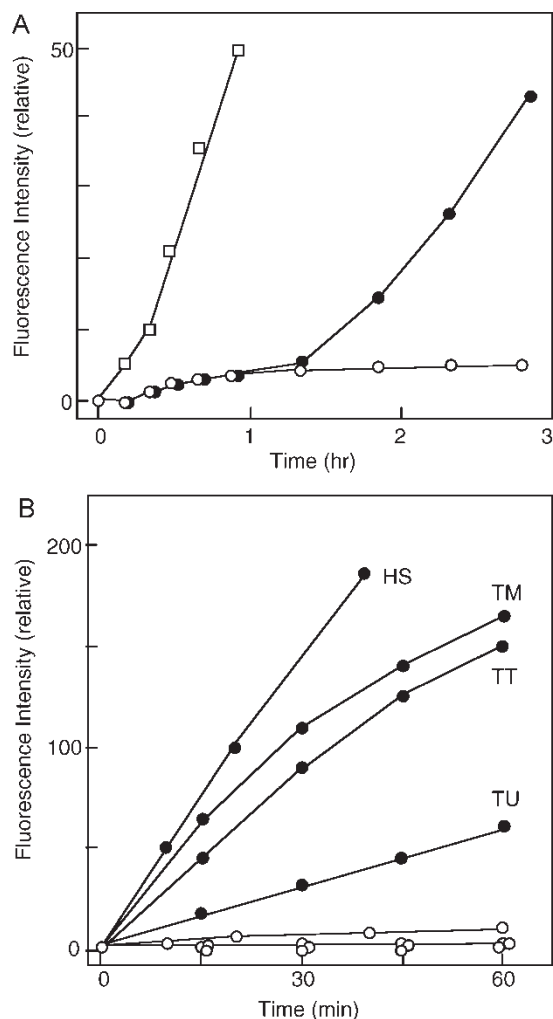 A
Fluorescence Intensity (relative)
50
0
0 1 2 3
Time (hr)
B
Fluorescence Intensity (relative)
200
100
0
HS
TM
TT
TU
0 30 60
Time (min)